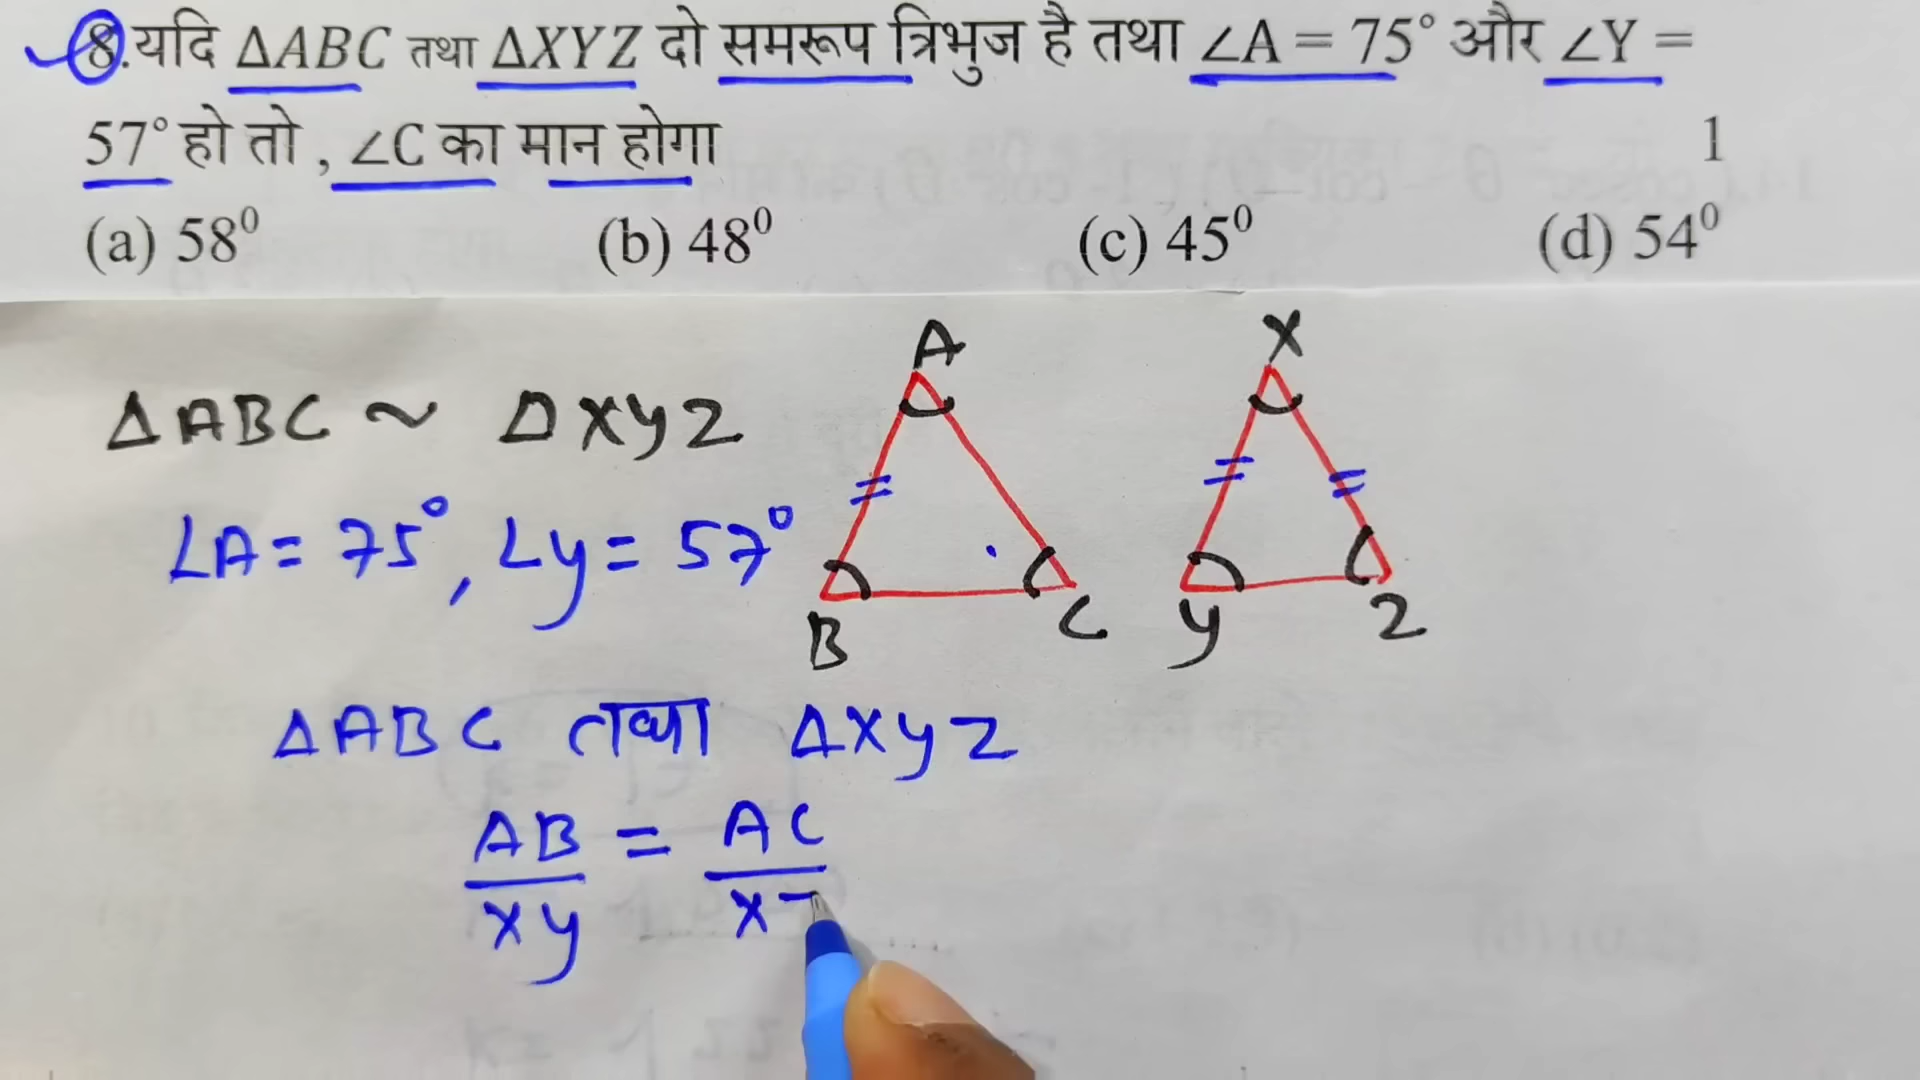 8.यदि ΔABC तथा ΔXYZ दो समरूप त्रिभुज है तथा ∠A = 75° और ∠Y =
57° हो तो , ∠C का मान होगा 1
(a) 58⁰ (b) 48⁰ (c) 45⁰ (d) 54⁰
A X
ΔABC ~ ΔXYZ
∠A = 75°, ∠Y = 57°
B C Y Z
ΔABC तथा ΔXYZ
AB = AC
XY X